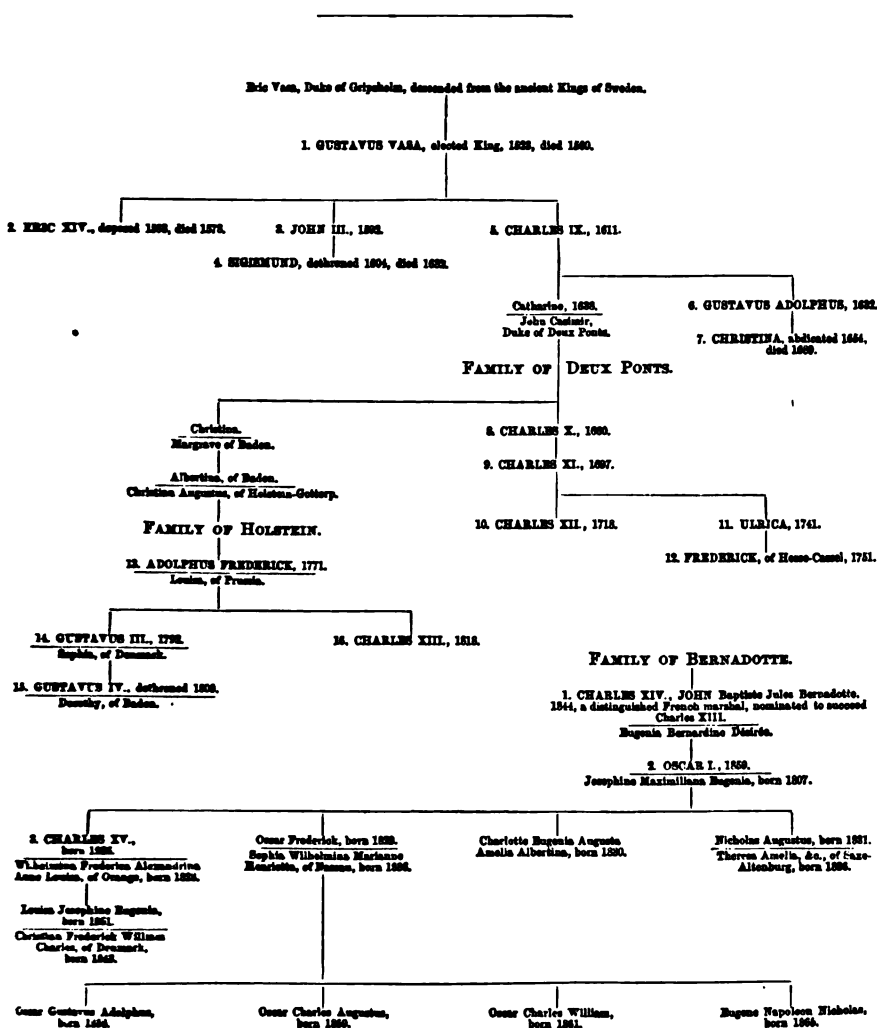 Eric Vasa, Duke of Gripsholm, descended from the ancient Kings of Sweden.
1. GUSTAVUS VASA, elected King, 1523, died 1560.
2. ERIC XIV., deposed 1568, died 1578.
3. JOHN III., 1592.
5. CHARLES IX., 1611.
4. SIGISMUND, dethroned 1604, died 1632.
Catharine, 1638.
6. GUSTAVUS ADOLPHUS, 1632.
John Casimir,
Duke of Deux Ponts.
7. CHRISTINA, abdicated 1654,
died 1689.
FAMILY OF DEUX PONTS.
Christina.
Margrave of Baden.
8. CHARLES X., 1660.
9. CHARLES XI., 1697.
Albertina, of Baden.
Christian Augustus, of Holstein-Gottorp.
10. CHARLES XII., 1718.
11. ULRICA, 1741.
FAMILY OF HOLSTEIN.
12. FREDERICK, of Hesse-Cassel, 1751.
13. ADOLPHUS FREDERICK, 1771.
Louisa, of Prussia.
14. GUSTAVUS III., 1792.
Sophia, of Denmark.
16. CHARLES XIII., 1818.
FAMILY OF BERNADOTTE.
15. GUSTAVUS IV., dethroned 1809.
Dorothy, of Baden.
1. CHARLES XIV., JOHN Baptiste Jules Bernadotte.
1844, a distinguished French marshal, nominated to succeed
Charles XIII.
Eugenia Bernardine Désirée.
2. OSCAR I., 1859.
Josephine Maximiliana Eugenia, born 1807.
3. CHARLES XV.,
born 1826.
Wilhelmina Frederica Alexandrina
Anne Louisa, of Orange, born 1828.
Oscar Frederick, born 1829.
Sophia Wilhelmina Marianne
Henrietta, of Nassau, born 1836.
Charlotte Eugenia Augusta
Amelia Albertina, born 1830.
Nicholas Augustus, born 1831.
Theresa Amelia, &c., of Saxe-
Altenburg, born 1836.
Louisa Josephine Eugenia,
born 1851.
Christian Frederick William
Charles, of Denmark,
born 1843.
Oscar Gustavus Adolphus,
born 1858.
Oscar Charles Augustus,
born 1859.
Oscar Charles William,
born 1861.
Eugene Napoleon Nicholas,
born 1865.